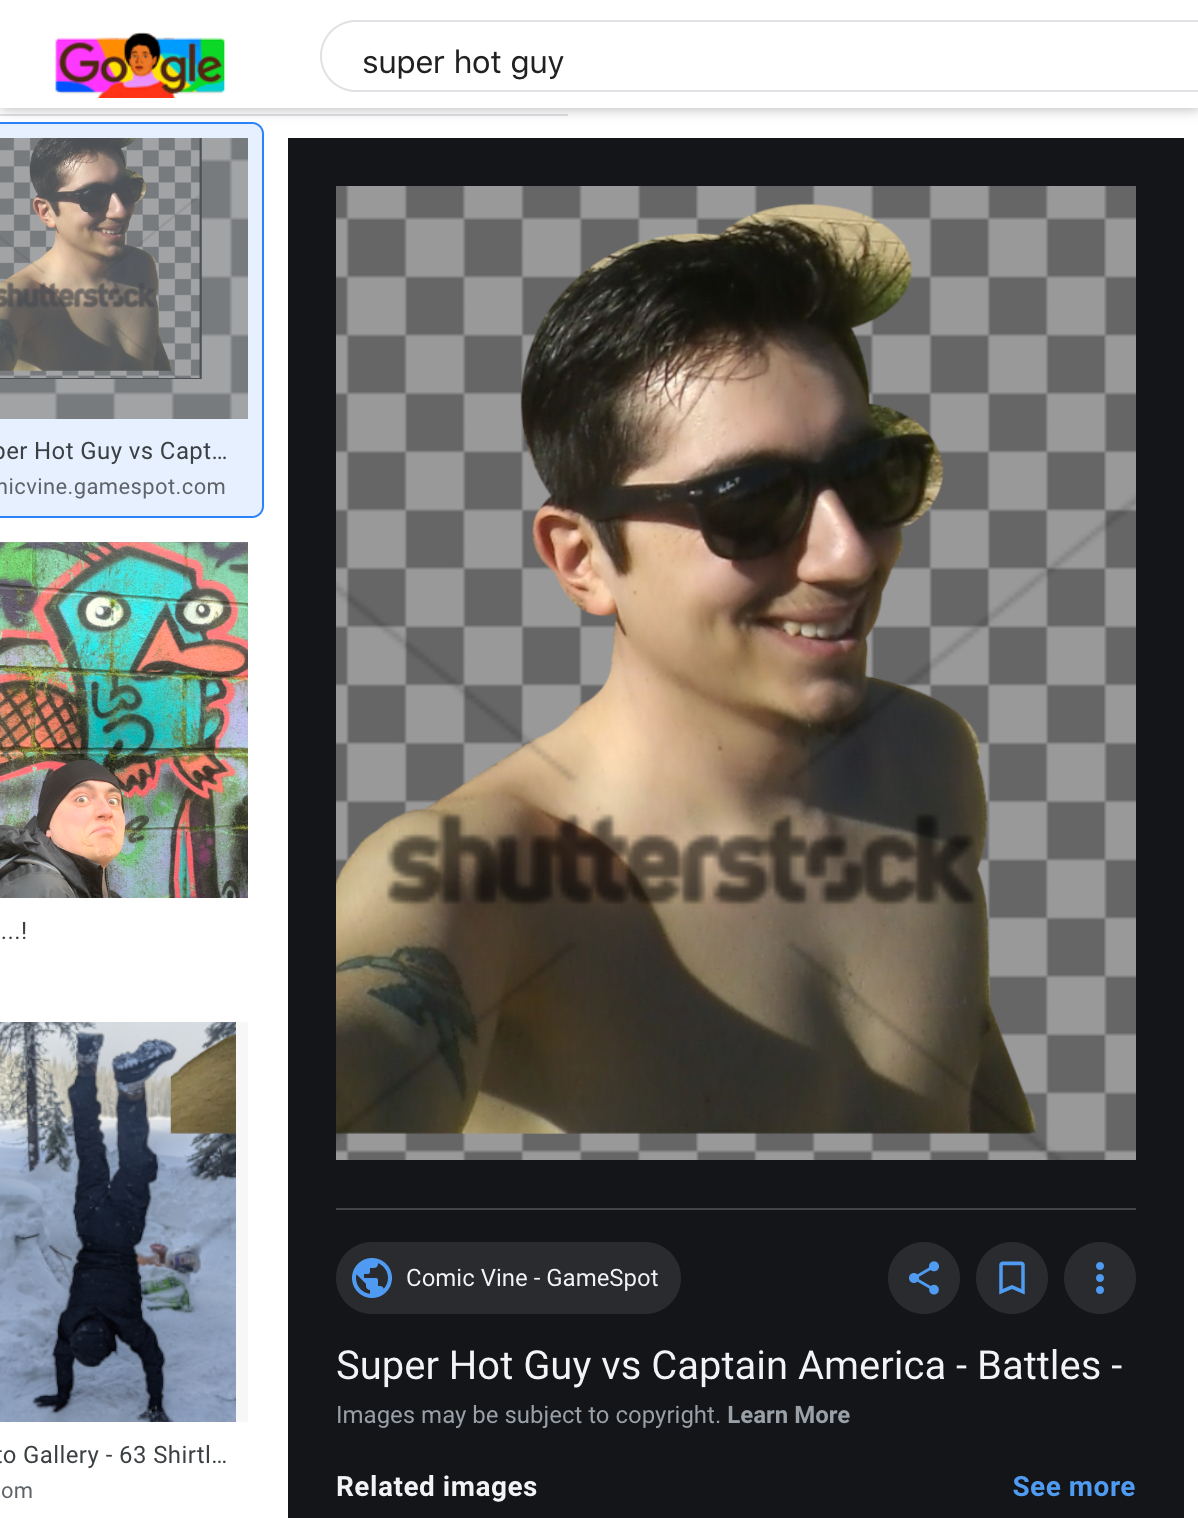 Google
super hot guy
shutterstock
per Hot Guy vs Capt...
nicvine.gamespot.com
...!
to Gallery - 63 Shirtl...
om
shutterstock
Comic Vine - GameSpot
Super Hot Guy vs Captain America - Battles -
Images may be subject to copyright. Learn More
Related images
See more